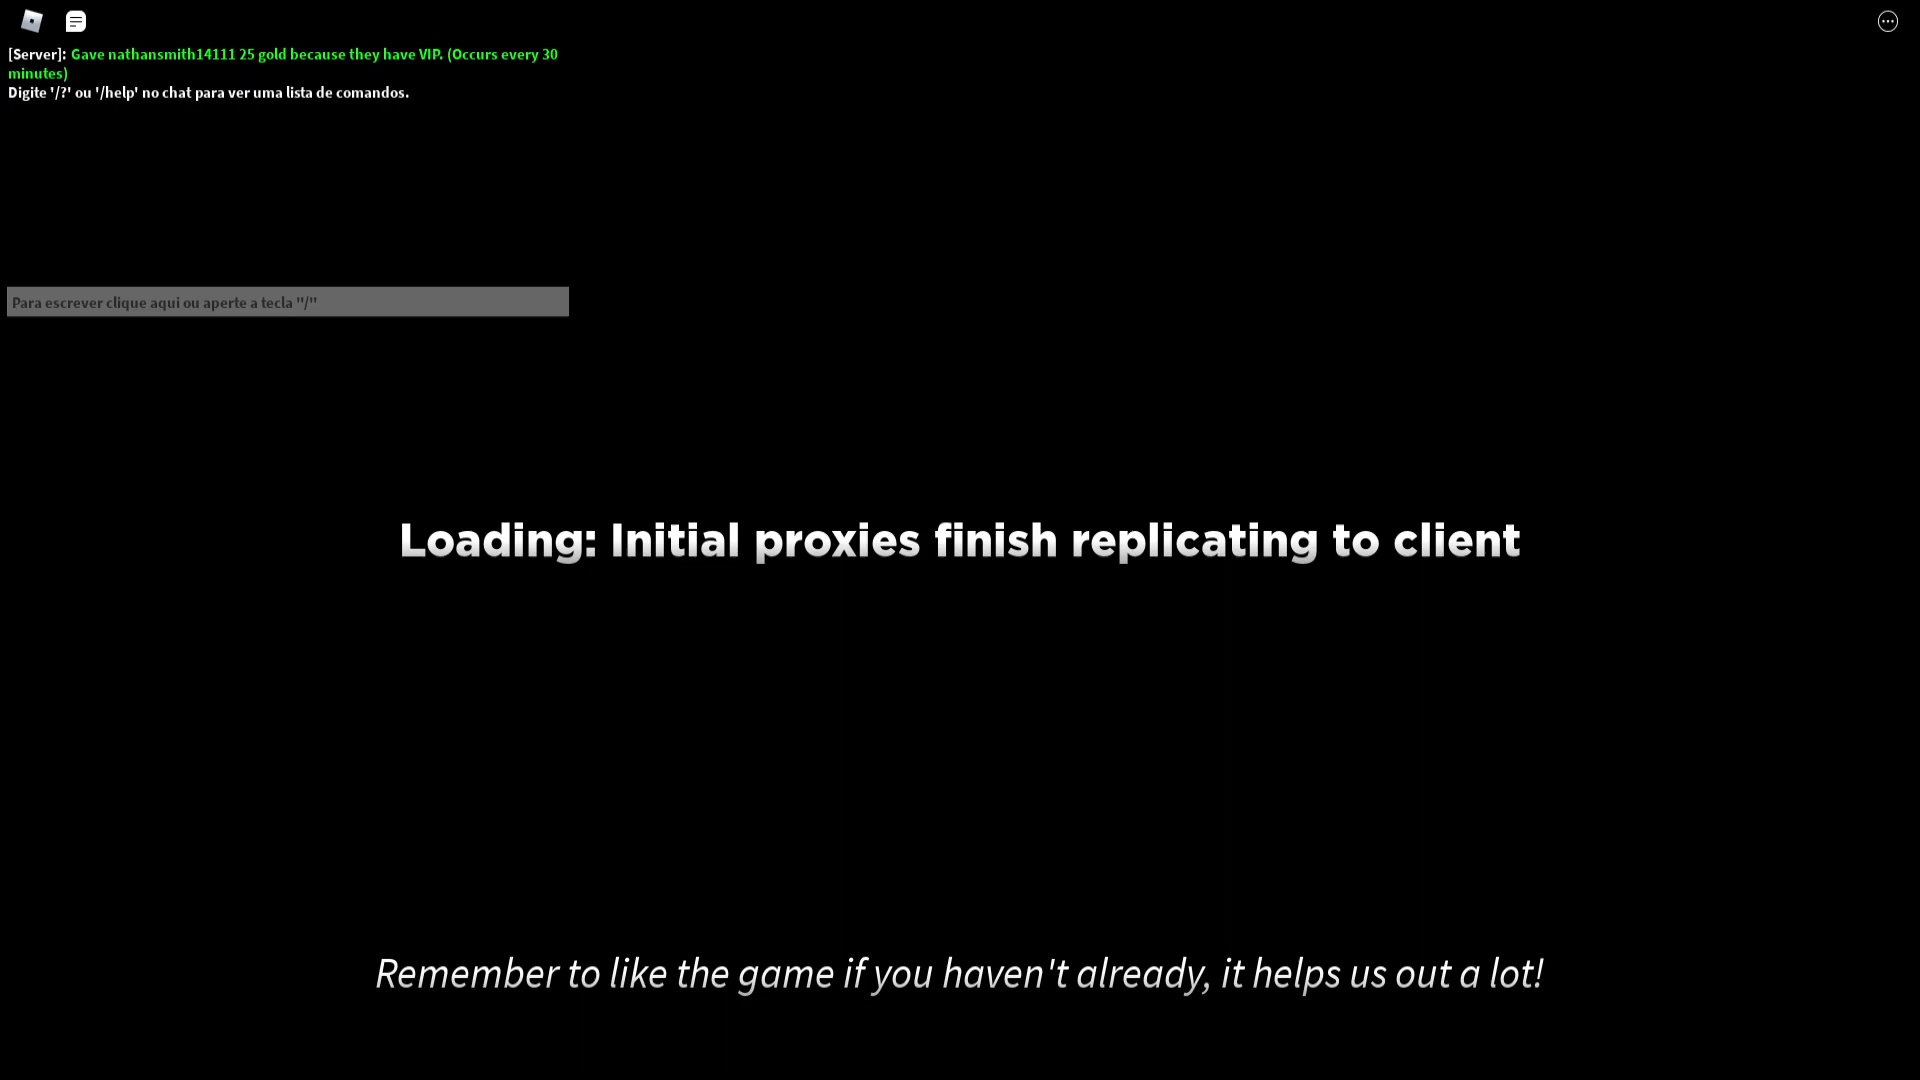 [Server]: Gave nathansmith14111 25 gold because they have VIP. (Occurs every 30
minutes)
Digite '/?' ou '/help' no chat para ver uma lista de comandos.
Para escrever clique aqui ou aperte a tecla "/"
Loading: Initial proxies finish replicating to client
Remember to like the game if you haven't already, it helps us out a lot!